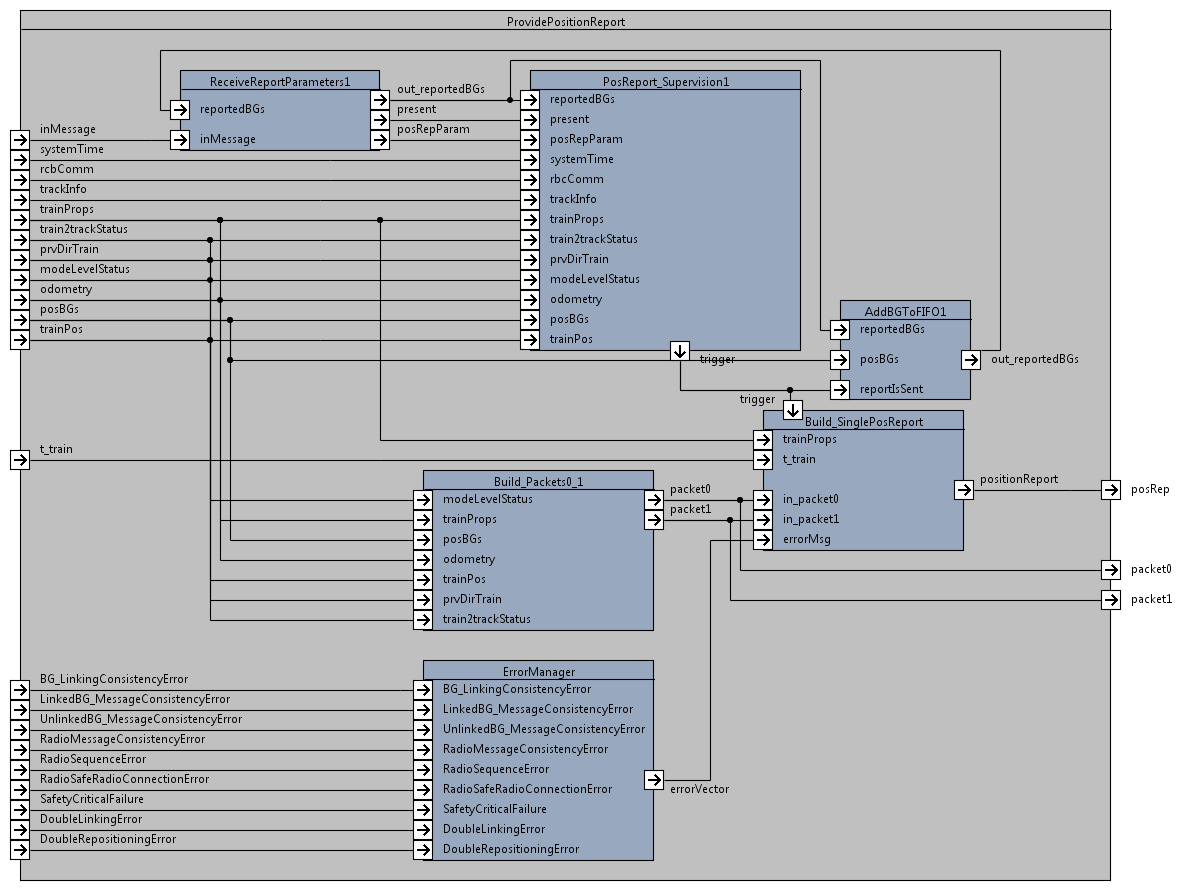 ProvidePositionReport
ReceiveReportParameters1
reportedBGs
inMessage
out_reportedBGs
present
posRepParam
PosReport_Supervision1
reportedBGs
present
posRepParam
systemTime
rbcComm
trackInfo
trainProps
train2trackStatus
prvDirTrain
modeLevelStatus
odometry
posBGs
trainPos
trigger
inMessage
systemTime
rcbComm
trackInfo
trainProps
train2trackStatus
prvDirTrain
modeLevelStatus
odometry
posBGs
trainPos
AddBGToFIFO1
reportedBGs
posBGs
reportIsSent
out_reportedBGs
trigger
Build_SinglePosReport
trainProps
t_train
in_packet0
in_packet1
errorMsg
positionReport
posRep
packet0
packet1
t_train
Build_Packets0_1
modeLevelStatus
trainProps
posBGs
odometry
trainPos
prvDirTrain
train2trackStatus
packet0
packet1
ErrorManager
BG_LinkingConsistencyError
LinkedBG_MessageConsistencyError
UnlinkedBG_MessageConsistencyError
RadioMessageConsistencyError
RadioSequenceError
RadioSafeRadioConnectionError
SafetyCriticalFailure
DoubleLinkingError
DoubleRepositioningError
errorVector
BG_LinkingConsistencyError
LinkedBG_MessageConsistencyError
UnlinkedBG_MessageConsistencyError
RadioMessageConsistencyError
RadioSequenceError
RadioSafeRadioConnectionError
SafetyCriticalFailure
DoubleLinkingError
DoubleRepositioningError